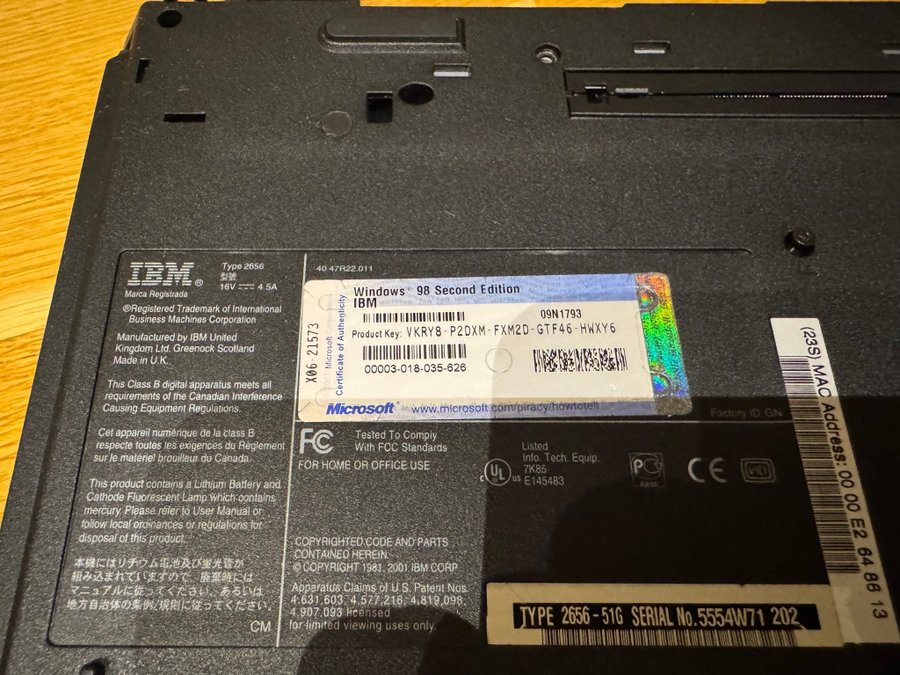 IBM®
Marca Registrada
Type 2656
型號
16V 4.5A
®Registered Trademark of International
Business Machines Corporation
Manufactured by IBM United
Kingdom Ltd. Greenock Scotland
Made in U.K.
This Class B digital apparatus meets all
requirements of the Canadian Interference
Causing Equipment Regulations.
Cet appareil numérique de la class B
respecte toutes les exigences du Règlement
sur le matériel brouilleur du Canada.
This product contains a Lithium Battery and
Cathode Fluorescent Lamp which contains
mercury. Please refer to User Manual or
follow local ordinances or regulations for
disposal of this product.
本機にはリチウム電池及び蛍光管が
組み込まれていますので、廃棄時には
マニュアルに従ってください。あるいは
地方自治体の条例/規則に従ってください。
CM
40 47R22.011
X06-21573
Microsoft
Certificate of Authenticity
Windows® 98 Second Edition
IBM
09N1793
Product Key: VKRY8-P2DXM-FXM2D-GTF46-HWXY6
00003-018-035-626
Microsoft® www.microsoft.com/piracy/howtotell
Factory ID GN
FC
Tested To Comply
With FCC Standards
FOR HOME OR OFFICE USE
c UL us
Listed
Info. Tech. Equip.
7K85
E145483
CE
COPYRIGHTED CODE AND PARTS
CONTAINED HEREIN.
© COPYRIGHT 1981, 2001 IBM CORP
Apparatus Claims of U.S. Patent Nos.
4,631,603, 4,577,216, 4,819,098,
4,907,093 licensed
for limited viewing uses only.
TYPE 2656-51G SERIAL No.5554W71 202
(23S) MAC Address: 00 00 E2 64 86 13